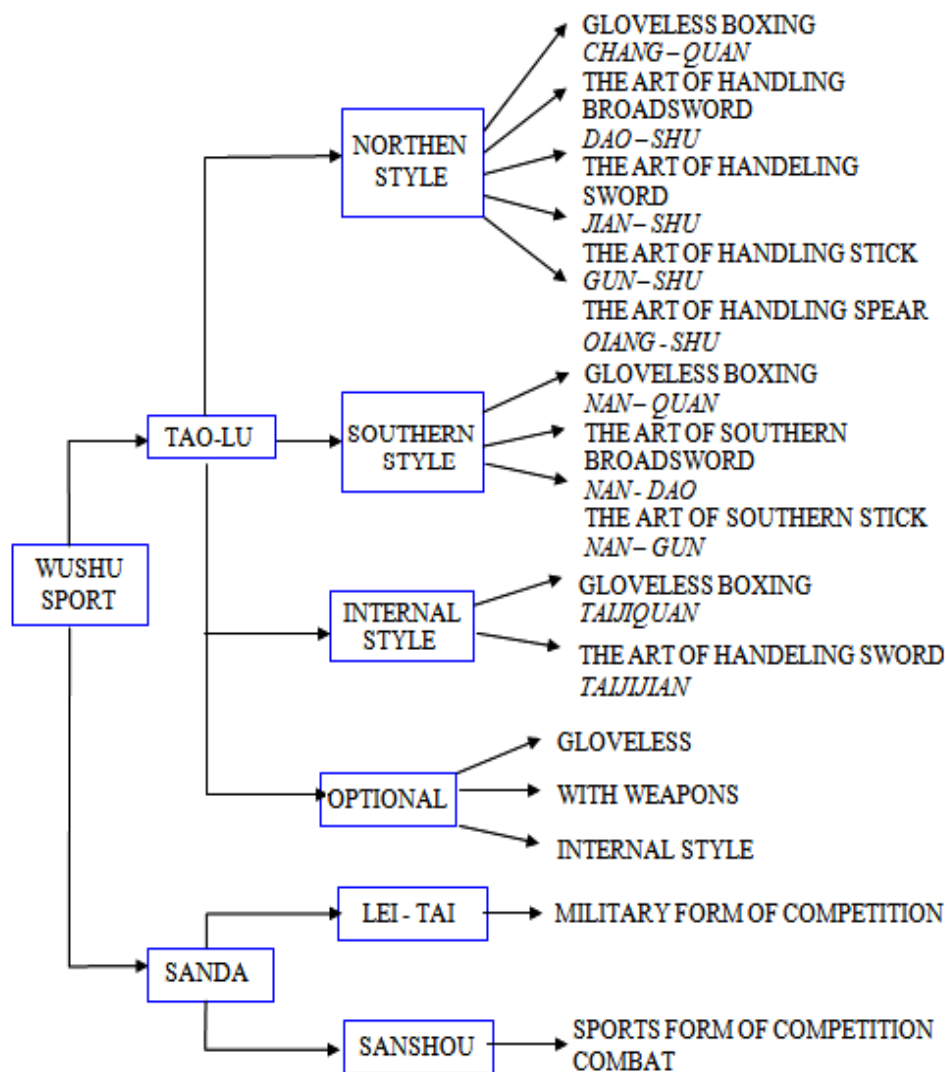 GLOVELESS BOXING
CHANG – QUAN
THE ART OF HANDLING
BROADSWORD
DAO – SHU
THE ART OF HANDELING
SWORD
JIAN – SHU
THE ART OF HANDLING STICK
GUN – SHU
THE ART OF HANDLING SPEAR
OIANG - SHU
NORTHEN
STYLE
GLOVELESS BOXING
NAN – QUAN
THE ART OF SOUTHERN
BROADSWORD
NAN - DAO
THE ART OF SOUTHERN STICK
NAN – GUN
TAO-LU
SOUTHERN
STYLE
WUSHU
SPORT
GLOVELESS BOXING
TAIJIQUAN
THE ART OF HANDELING SWORD
TAIJIJIAN
INTERNAL
STYLE
GLOVELESS
WITH WEAPONS
INTERNAL STYLE
OPTIONAL
LEI - TAI
MILITARY FORM OF COMPETITION
SANDA
SANSHOU
SPORTS FORM OF COMPETITION
COMBAT